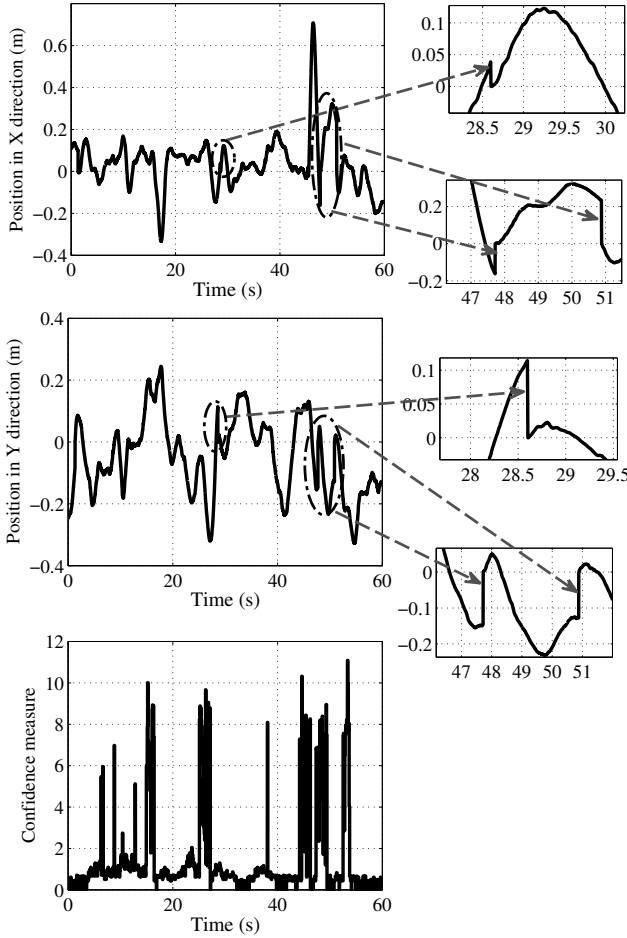 Position in X direction (m)
0.6
0.4
0.2
0
−0.2
−0.4
0 20 40 60
Time (s)
0.1
0.05
0
28.5 29 29.5 30
0.2
0
−0.2
47 48 49 50 51
Position in Y direction (m)
0.4
0.2
0
−0.2
−0.4
0 20 40 60
Time (s)
0.1
0.05
0
28 28.5 29 29.5
0
−0.1
−0.2
47 48 49 50 51
Confidence measure
12
10
8
6
4
2
0
0 20 40 60
Time (s)